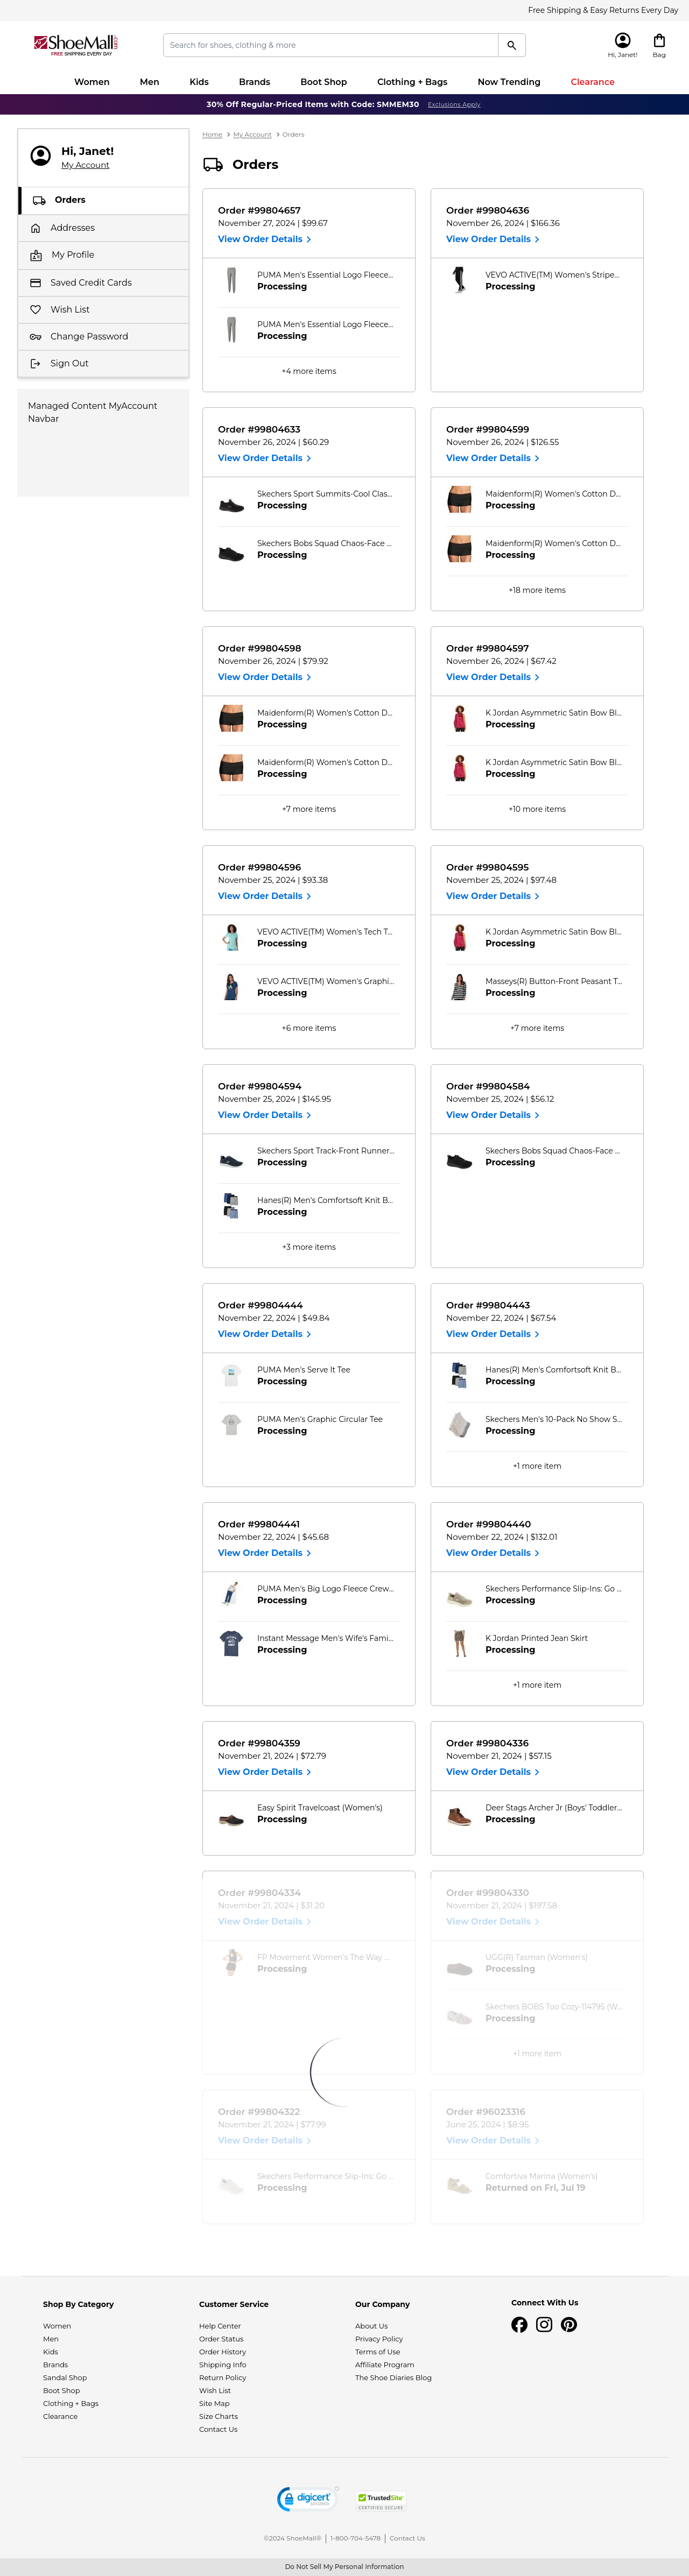 Free Shipping & Easy Returns Every Day
ShoeMall.com
FREE SHIPPING EVERY DAY
Search for shoes, clothing & more
Hi, Janet!
Bag
Women
Men
Kids
Brands
Boot Shop
Clothing + Bags
Now Trending
Clearance
30% Off Regular-Priced Items with Code: SMMEM30 Exclusions Apply
Hi, Janet!
My Account
Orders
Addresses
My Profile
Saved Credit Cards
Wish List
Change Password
Sign Out
Managed Content MyAccount
Navbar
Home > My Account > Orders
Orders
Order #99804657
November 27, 2024 | $99.67
View Order Details
PUMA Men's Essential Logo Fleece...
Processing
PUMA Men's Essential Logo Fleece...
Processing
+4 more items
Order #99804636
November 26, 2024 | $166.36
View Order Details
VEVO ACTIVE(TM) Women's Stripe...
Processing
Order #99804633
November 26, 2024 | $60.29
View Order Details
Skechers Sport Summits-Cool Clas...
Processing
Skechers Bobs Squad Chaos-Face ...
Processing
Order #99804599
November 26, 2024 | $126.55
View Order Details
Maidenform(R) Women's Cotton D...
Processing
Maidenform(R) Women's Cotton D...
Processing
+18 more items
Order #99804598
November 26, 2024 | $79.92
View Order Details
Maidenform(R) Women's Cotton D...
Processing
Maidenform(R) Women's Cotton D...
Processing
+7 more items
Order #99804597
November 26, 2024 | $67.42
View Order Details
K Jordan Asymmetric Satin Bow Bl...
Processing
K Jordan Asymmetric Satin Bow Bl...
Processing
+10 more items
Order #99804596
November 25, 2024 | $93.38
View Order Details
VEVO ACTIVE(TM) Women's Tech T...
Processing
VEVO ACTIVE(TM) Women's Graphi...
Processing
+6 more items
Order #99804595
November 25, 2024 | $97.48
View Order Details
K Jordan Asymmetric Satin Bow Bl...
Processing
Masseys(R) Button-Front Peasant T...
Processing
+7 more items
Order #99804594
November 25, 2024 | $145.95
View Order Details
Skechers Sport Track-Front Runner...
Processing
Hanes(R) Men's Comfortsoft Knit B...
Processing
+3 more items
Order #99804584
November 25, 2024 | $56.12
View Order Details
Skechers Bobs Squad Chaos-Face ...
Processing
Order #99804444
November 22, 2024 | $49.84
View Order Details
PUMA Men's Serve It Tee
Processing
PUMA Men's Graphic Circular Tee
Processing
Order #99804443
November 22, 2024 | $67.54
View Order Details
Hanes(R) Men's Comfortsoft Knit B...
Processing
Skechers Men's 10-Pack No Show S...
Processing
+1 more item
Order #99804441
November 22, 2024 | $45.68
View Order Details
PUMA Men's Big Logo Fleece Crew...
Processing
Instant Message Men's Wife's Fami...
Processing
Order #99804440
November 22, 2024 | $132.01
View Order Details
Skechers Performance Slip-Ins: Go ...
Processing
K Jordan Printed Jean Skirt
Processing
+1 more item
Order #99804359
November 21, 2024 | $72.79
View Order Details
Easy Spirit Travelcoast (Women's)
Processing
Order #99804336
November 21, 2024 | $57.15
View Order Details
Deer Stags Archer Jr (Boys' Toddler...
Processing
Order #99804334
November 21, 2024 | $31.20
View Order Details
FP Movement Women's The Way ...
Processing
Order #99804330
November 21, 2024 | $197.58
View Order Details
UGG(R) Tasman (Women's)
Processing
Skechers BOBS Too Cozy-114795 (W...
Processing
+1 more item
Order #99804322
November 21, 2024 | $77.99
View Order Details
Skechers Performance Slip-Ins: Go ...
Processing
Order #96023316
June 25, 2024 | $8.95
View Order Details
Comfortiva Marina (Women's)
Returned on Fri, Jul 19
Shop By Category
Women
Men
Kids
Brands
Sandal Shop
Boot Shop
Clothing + Bags
Clearance
Customer Service
Help Center
Order Status
Order History
Shipping Info
Return Policy
Wish List
Site Map
Size Charts
Contact Us
Our Company
About Us
Privacy Policy
Terms of Use
Affiliate Program
The Shoe Diaries Blog
Connect With Us
digicert
SECURED
TrustedSite
CERTIFIED SECURE
©2024 ShoeMall® | 1-800-704-5478 | Contact Us
Do Not Sell My Personal Information